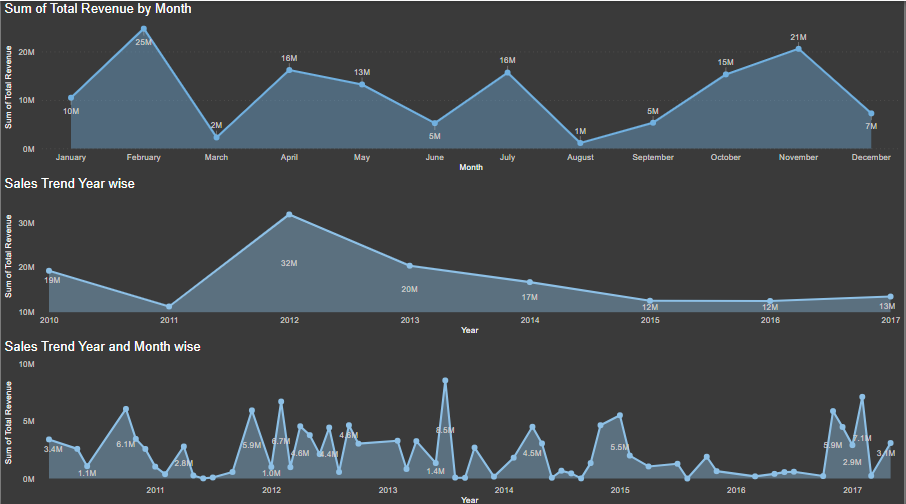 Sum of Total Revenue by Month
Sum of Total Revenue
20M
10M
0M
10M
25M
2M
16M
13M
5M
16M
1M
5M
15M
21M
7M
January February March April May June July August September October November December
Month
Sales Trend Year wise
Sum of Total Revenue
30M
20M
10M
19M
32M
20M
17M
12M
12M
13M
2010 2011 2012 2013 2014 2015 2016 2017
Year
Sales Trend Year and Month wise
Sum of Total Revenue
10M
5M
0M
3.4M
1.1M
6.1M
2.8M
5.9M
1.0M
6.7M
4.6M
4.4M
4.6M
1.4M
8.5M
4.5M
5.5M
5.9M
2.9M
7.1M
3.1M
2011 2012 2013 2014 2015 2016 2017
Year